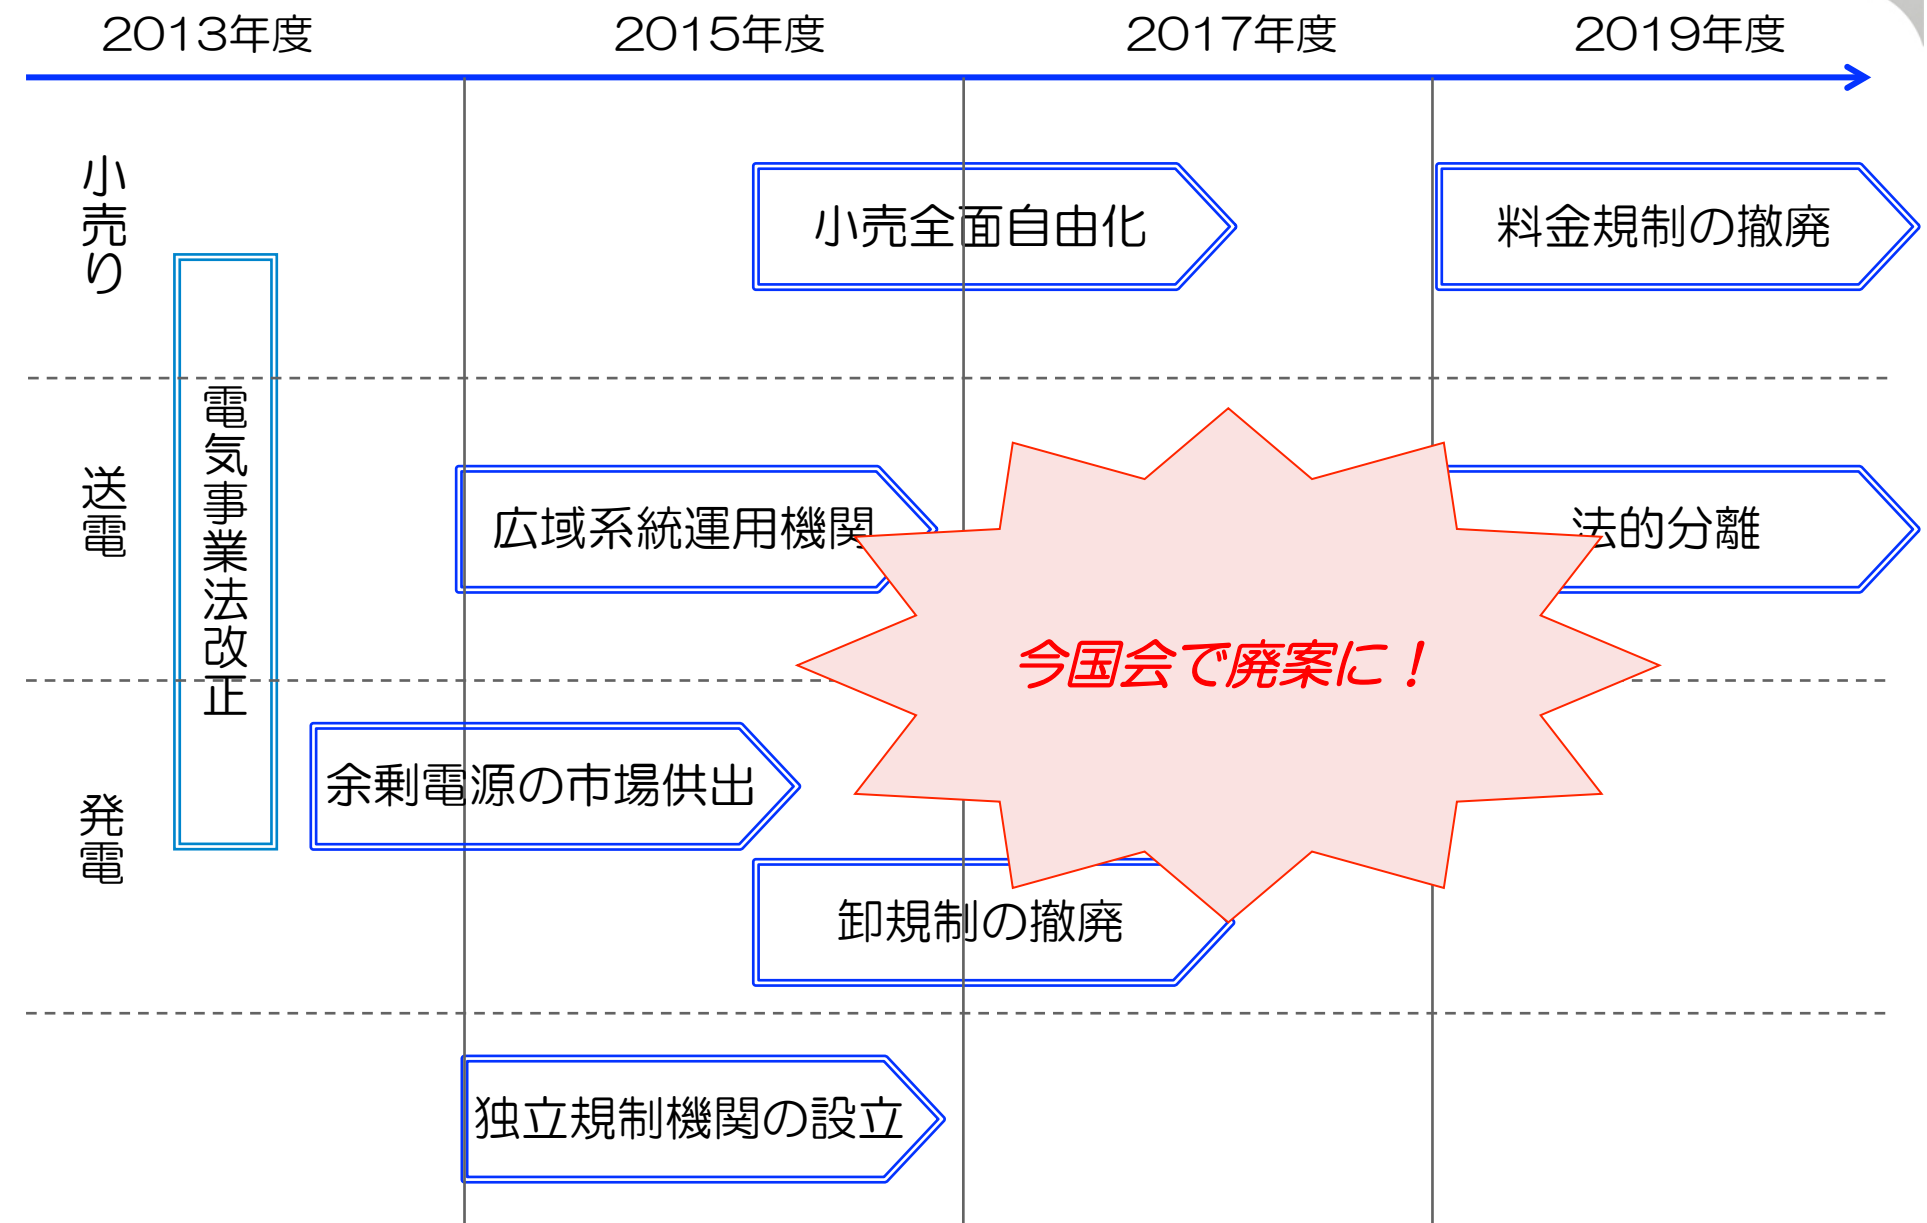 2013年度
2015年度
2017年度
2019年度
小売り
小売全面自由化
料金規制の撤廃
電気事業法改正
送電
広域系統運用機関
法的分離
今国会で廃案に！
発電
余剰電源の市場供出
卸規制の撤廃
独立規制機関の設立